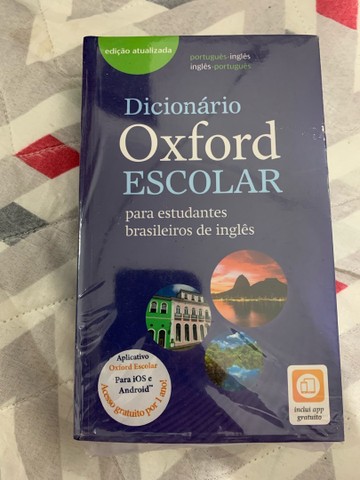 edição atualizada
português-inglês
inglês-português
Dicionário
Oxford
ESCOLAR
para estudantes
brasileiros de inglês
Aplicativo
Oxford Escolar
Para iOS e
Android™
Acesso gratuito por 1 ano!
inclui app
gratuito